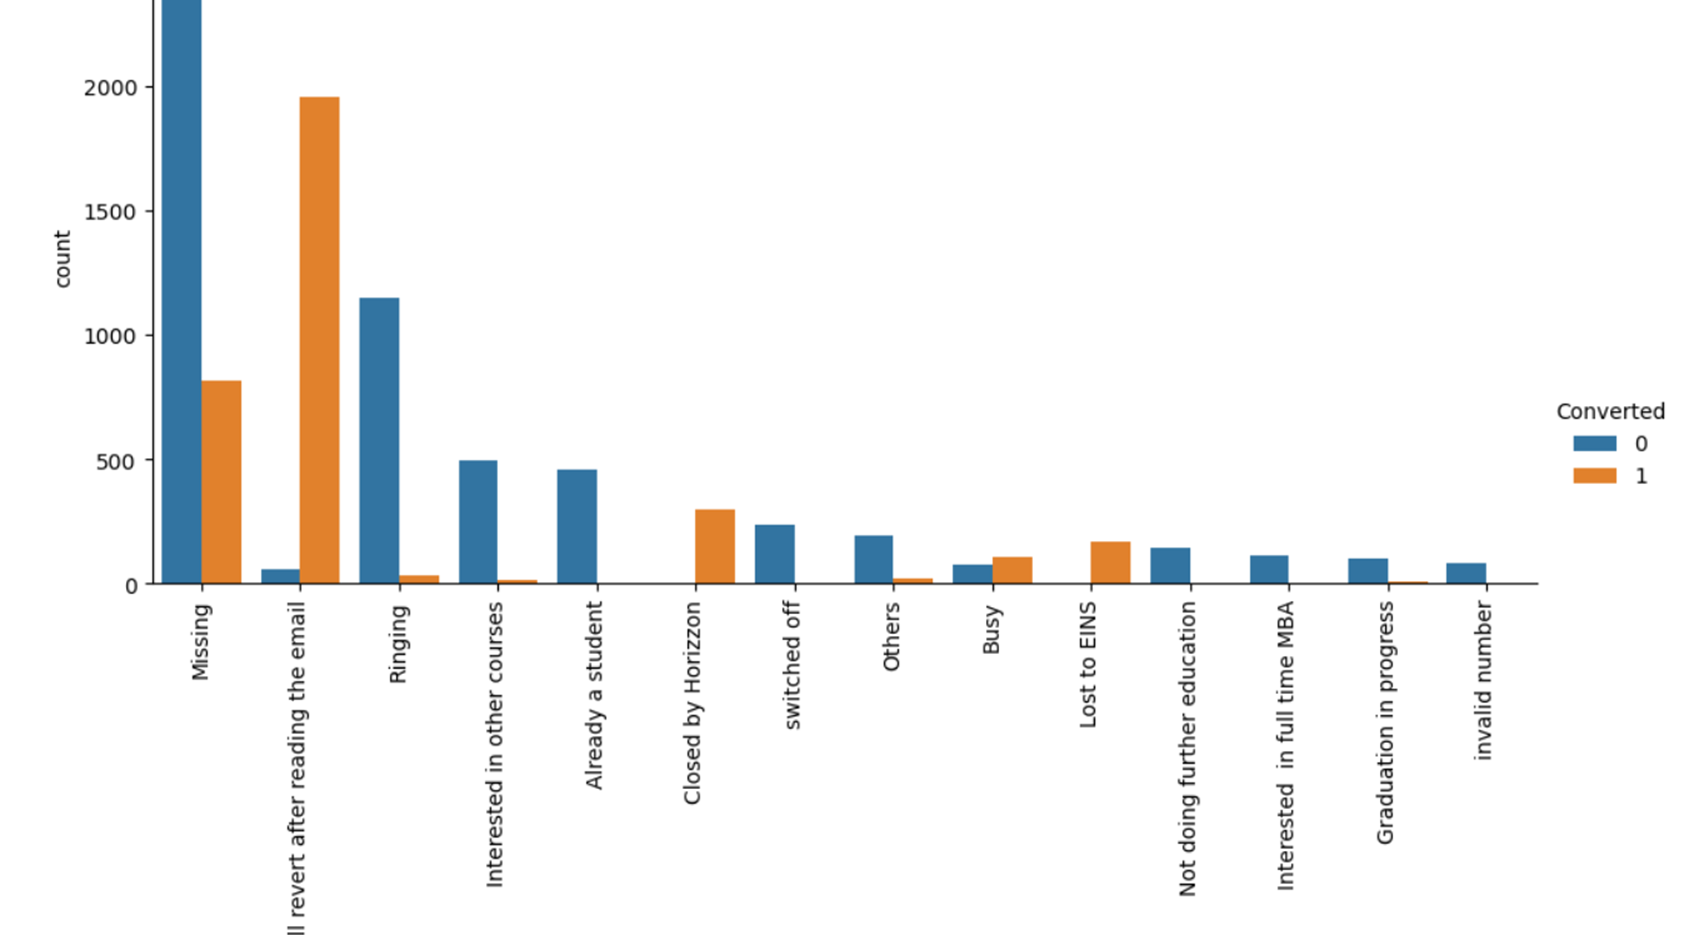 2000
1500
1000
500
0
count
Missing
revert after reading the email
Ringing
Interested in other courses
Already a student
Closed by Horizzon
switched off
Others
Busy
Lost to EINS
Not doing further education
Interested  in full time MBA
Graduation in progress
invalid number
Converted
0
1